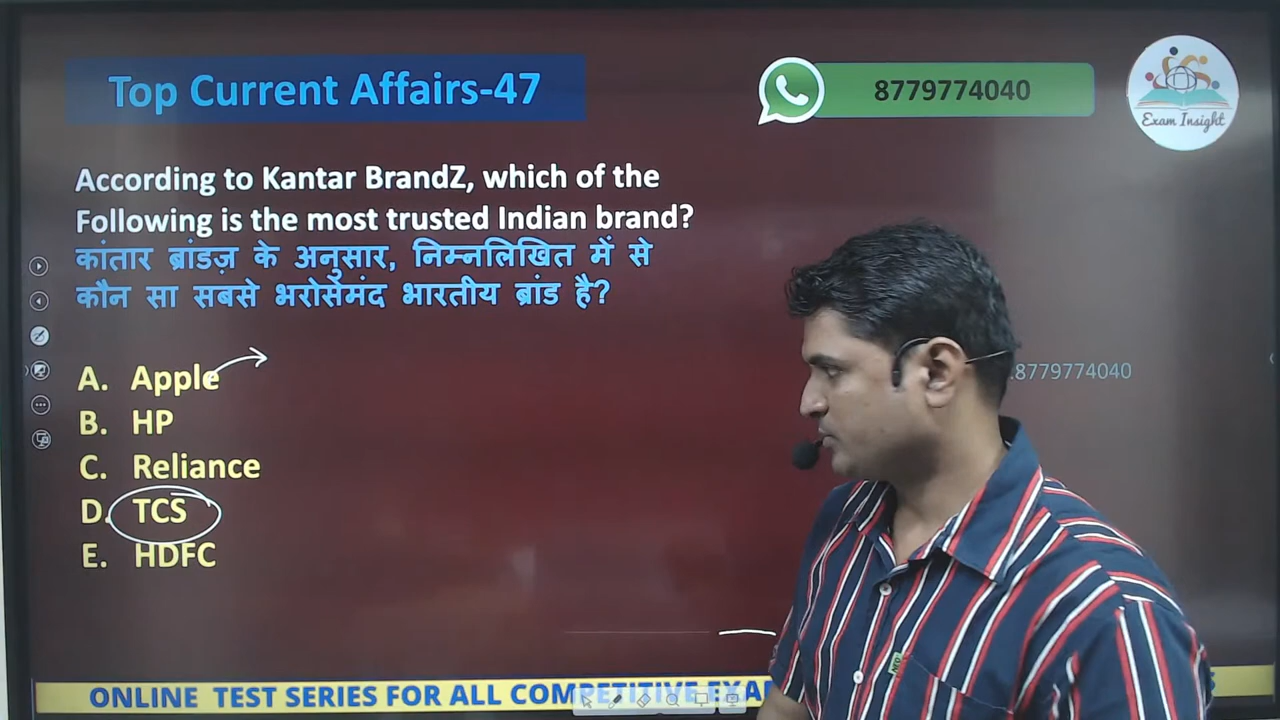 Top Current Affairs-47
8779774040
Exam Insight
According to Kantar BrandZ, which of the
Following is the most trusted Indian brand?
कांतार ब्रांडज़ के अनुसार, निम्नलिखित में से
कौन सा सबसे भरोसेमंद भारतीय ब्रांड है?
A. Apple
8779774040
B. HP
C. Reliance
D. TCS
E. HDFC
ONLINE TEST SERIES FOR ALL COMPETITIVE